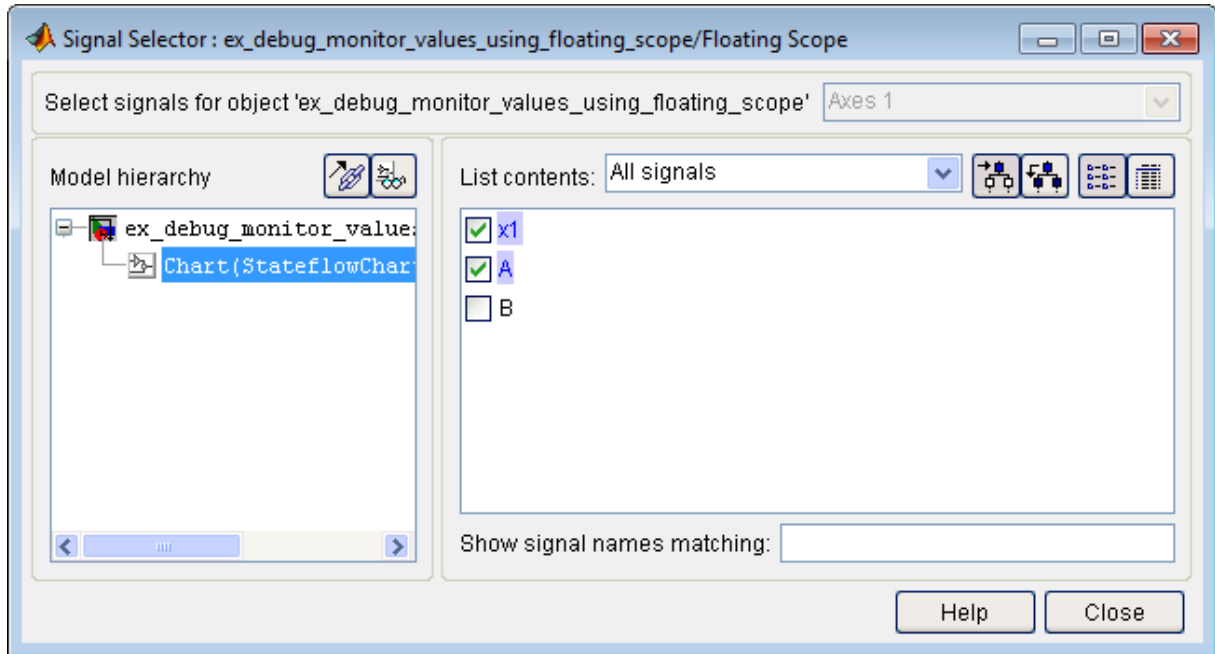 Signal Selector : ex_debug_monitor_values_using_floating_scope/Floating Scope
Select signals for object 'ex_debug_monitor_values_using_floating_scope' Axes 1
Model hierarchy
List contents: All signals
ex_debug_monitor_value
Chart(StateflowChar
x1
A
B
Show signal names matching:
Help
Close